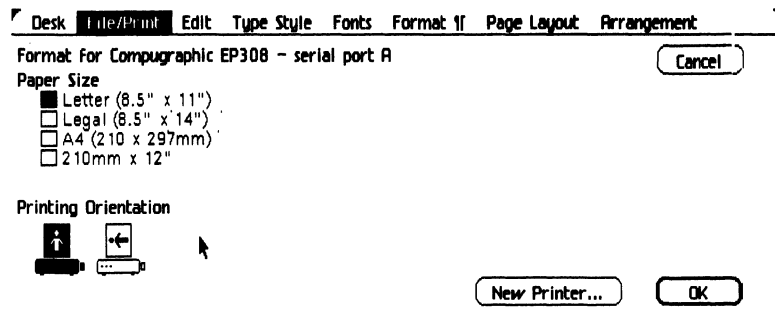 Desk File/Print Edit Type Style Fonts Format ¶ Page Layout Arrangement
Format for Compugraphic EP308 - serial port A
Cancel
Paper Size
Letter (8.5" x 11")
Legal (8.5" x 14")
A4 (210 x 297mm)
210mm x 12"
Printing Orientation
New Printer... OK